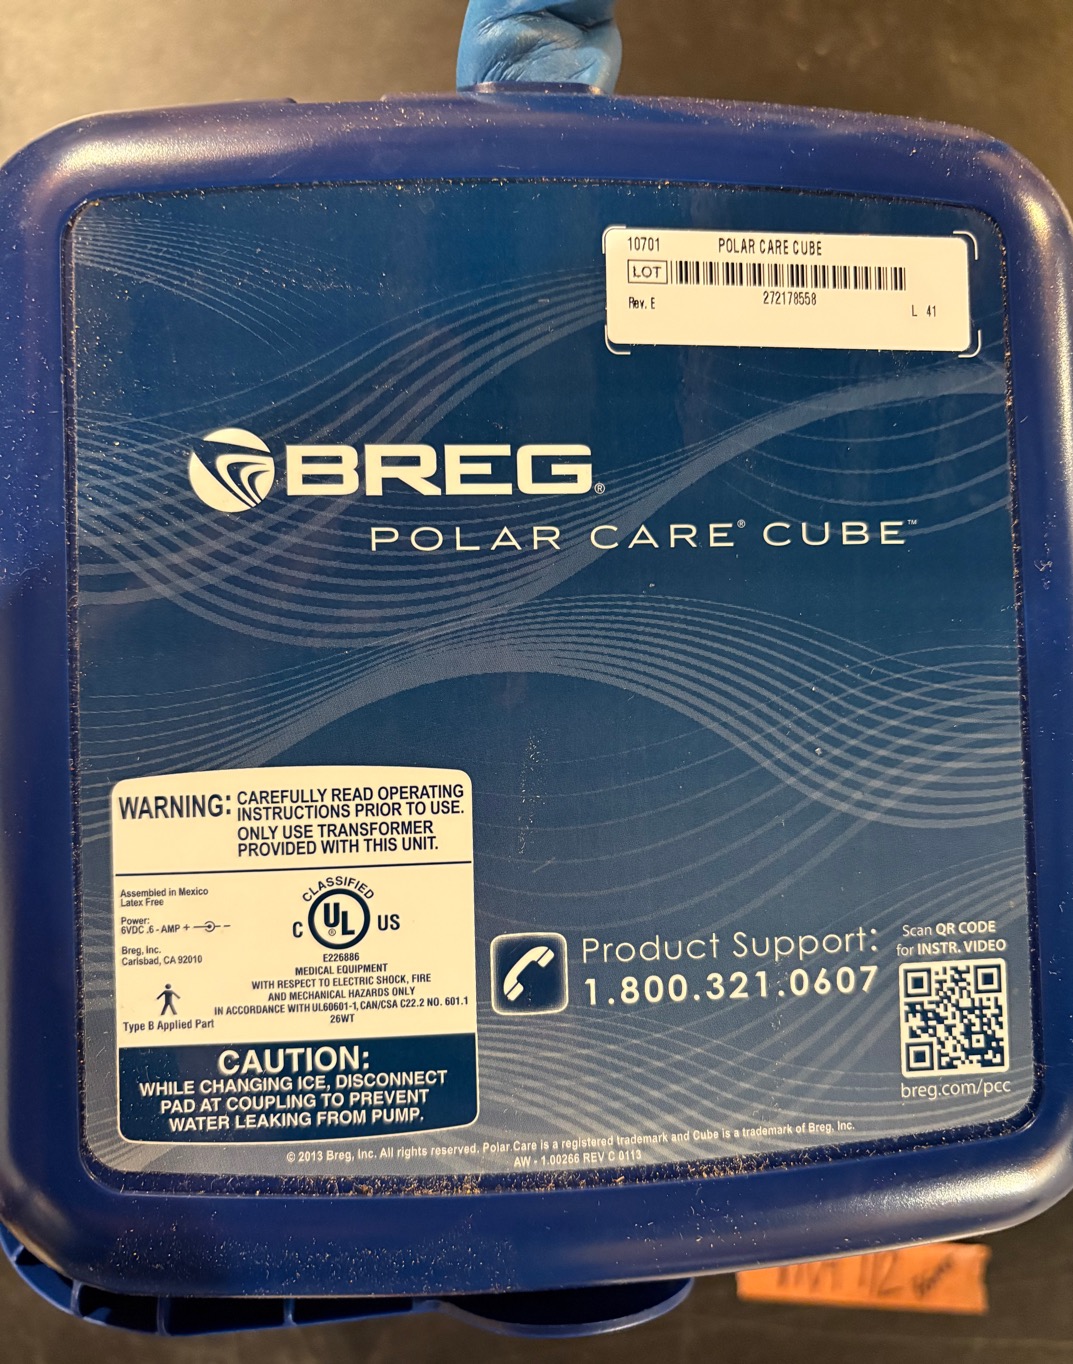 10701 POLAR CARE CUBE
LOT
Rev. E 272178558 L 41
BREG®
POLAR CARE® CUBE™
WARNING: CAREFULLY READ OPERATING
INSTRUCTIONS PRIOR TO USE.
ONLY USE TRANSFORMER
PROVIDED WITH THIS UNIT.
Assembled in Mexico
Latex Free
Power:
6VDC .6 - AMP + -
Breg, Inc.
Carlsbad, CA 92010
Type B Applied Part
CLASSIFIED
C UL® US
E226886
MEDICAL EQUIPMENT
WITH RESPECT TO ELECTRIC SHOCK, FIRE
AND MECHANICAL HAZARDS ONLY
IN ACCORDANCE WITH UL60601-1, CAN/CSA C22.2 NO. 601.1
26WT
CAUTION:
WHILE CHANGING ICE, DISCONNECT
PAD AT COUPLING TO PREVENT
WATER LEAKING FROM PUMP.
Product Support:
1.800.321.0607
Scan QR CODE
for INSTR. VIDEO
breg.com/pcc
© 2013 Breg, Inc. All rights reserved. Polar Care is a registered trademark and Cube is a trademark of Breg, Inc.
AW - 1.00266 REV C 0113